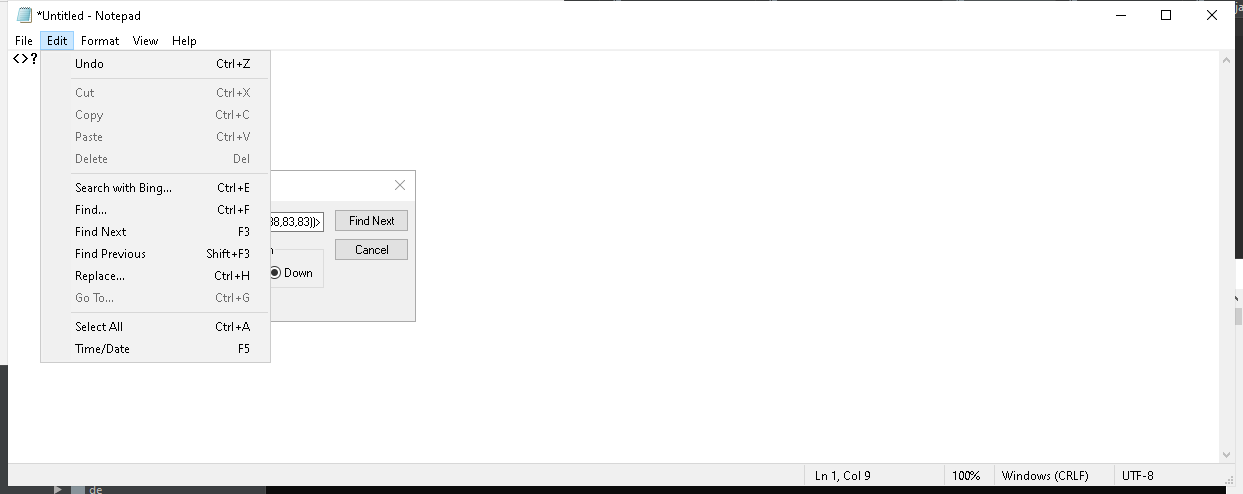 *Untitled - Notepad
File Edit Format View Help
<>?
Undo Ctrl+Z
Cut Ctrl+X
Copy Ctrl+C
Paste Ctrl+V
Delete Del
Search with Bing... Ctrl+E
Find... Ctrl+F
Find Next F3
Find Previous Shift+F3
Replace... Ctrl+H
Go To... Ctrl+G
Select All Ctrl+A
Time/Date F5
38,83,83))> Find Next
Cancel
Down
Ln 1, Col 9 100% Windows (CRLF) UTF-8
de